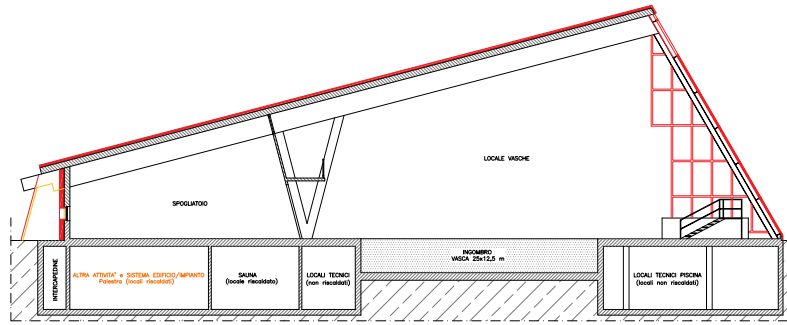 LOCALE VASCHE
SPOGLIATOIO
INTERCAPEDINE
ALTRA ATTIVITA' e SISTEMA EDIFICIO/IMPIANTO
Palestra (locali riscaldati)
SAUNA
(locale riscaldato)
LOCALI TECNICI
(non riscaldati)
INGOMBRO
VASCA 25x12,5 m
LOCALI TECNICI PISCINA
(locali non riscaldati)